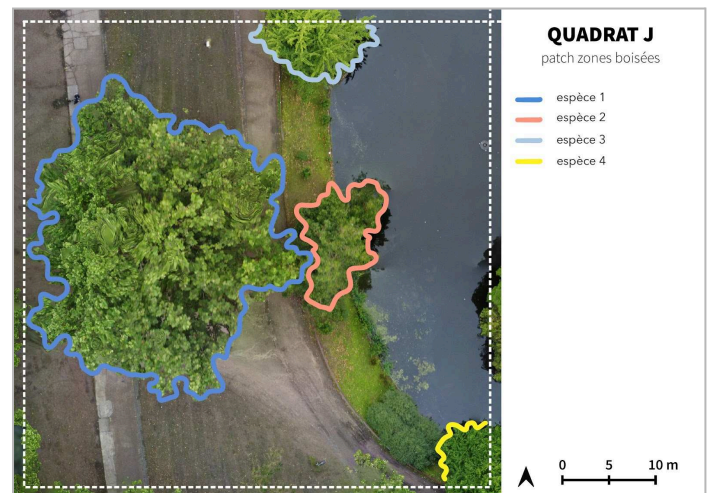 QUADRAT J
patch zones boisées
espèce 1
espèce 2
espèce 3
espèce 4
0 5 10 m